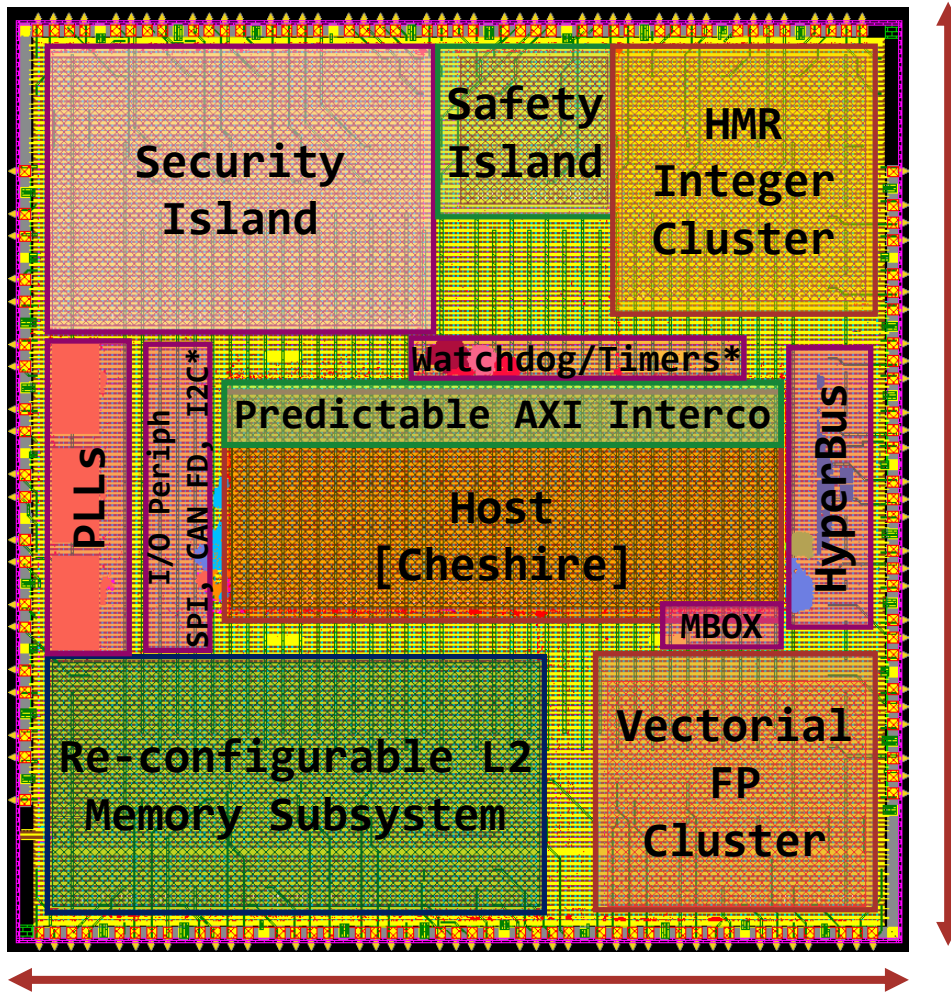 Security
Island
Safety
Island
HMR
Integer
Cluster
Watchdog/Timers*
PLLs
I/O Periph
SPI, CAN FD, I2C*
Predictable AXI Interco
Host
[Cheshire]
HyperBus
MBOX
Re-configurable L2
Memory Subsystem
Vectorial
FP
Cluster